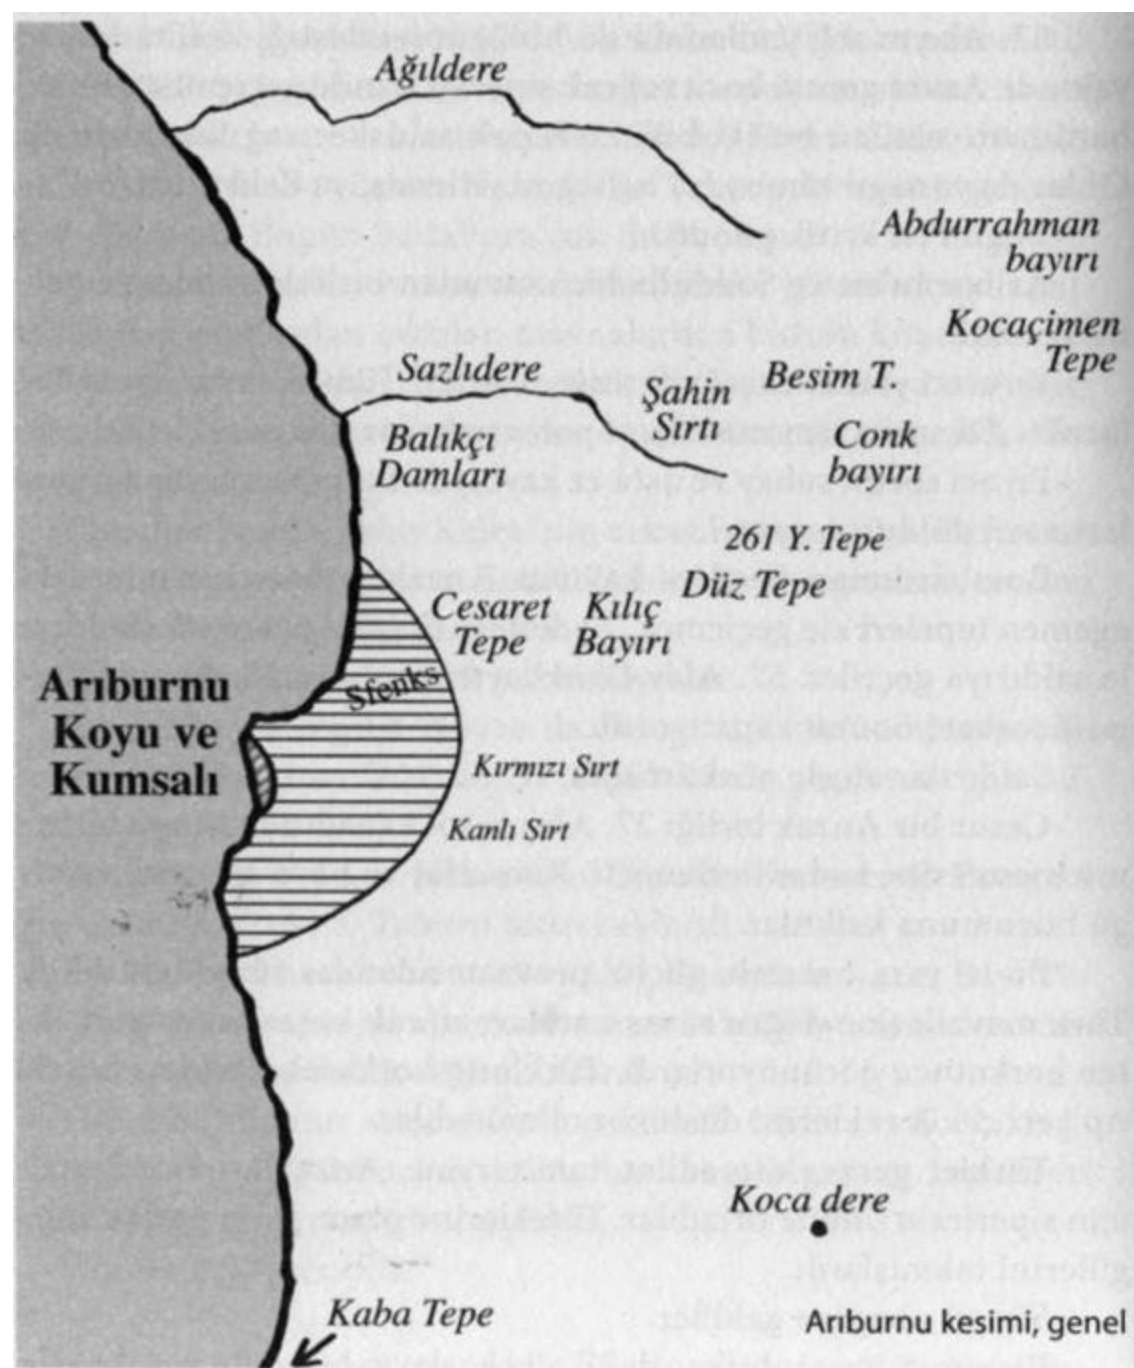 Ağıldere
Abdurrahman
bayırı
Kocaçimen
Tepe
Sazlıdere
Şahin
Sırtı
Besim T.
Balıkçı
Damları
Conk
bayırı
261 Y. Tepe
Düz Tepe
Cesaret
Tepe
Kılıç
Bayırı
Sfenks
Arıburnu
Koyu ve
Kumsalı
Kırmızı Sırt
Kanlı Sırt
Koca dere
Kaba Tepe
Arıburnu kesimi, genel